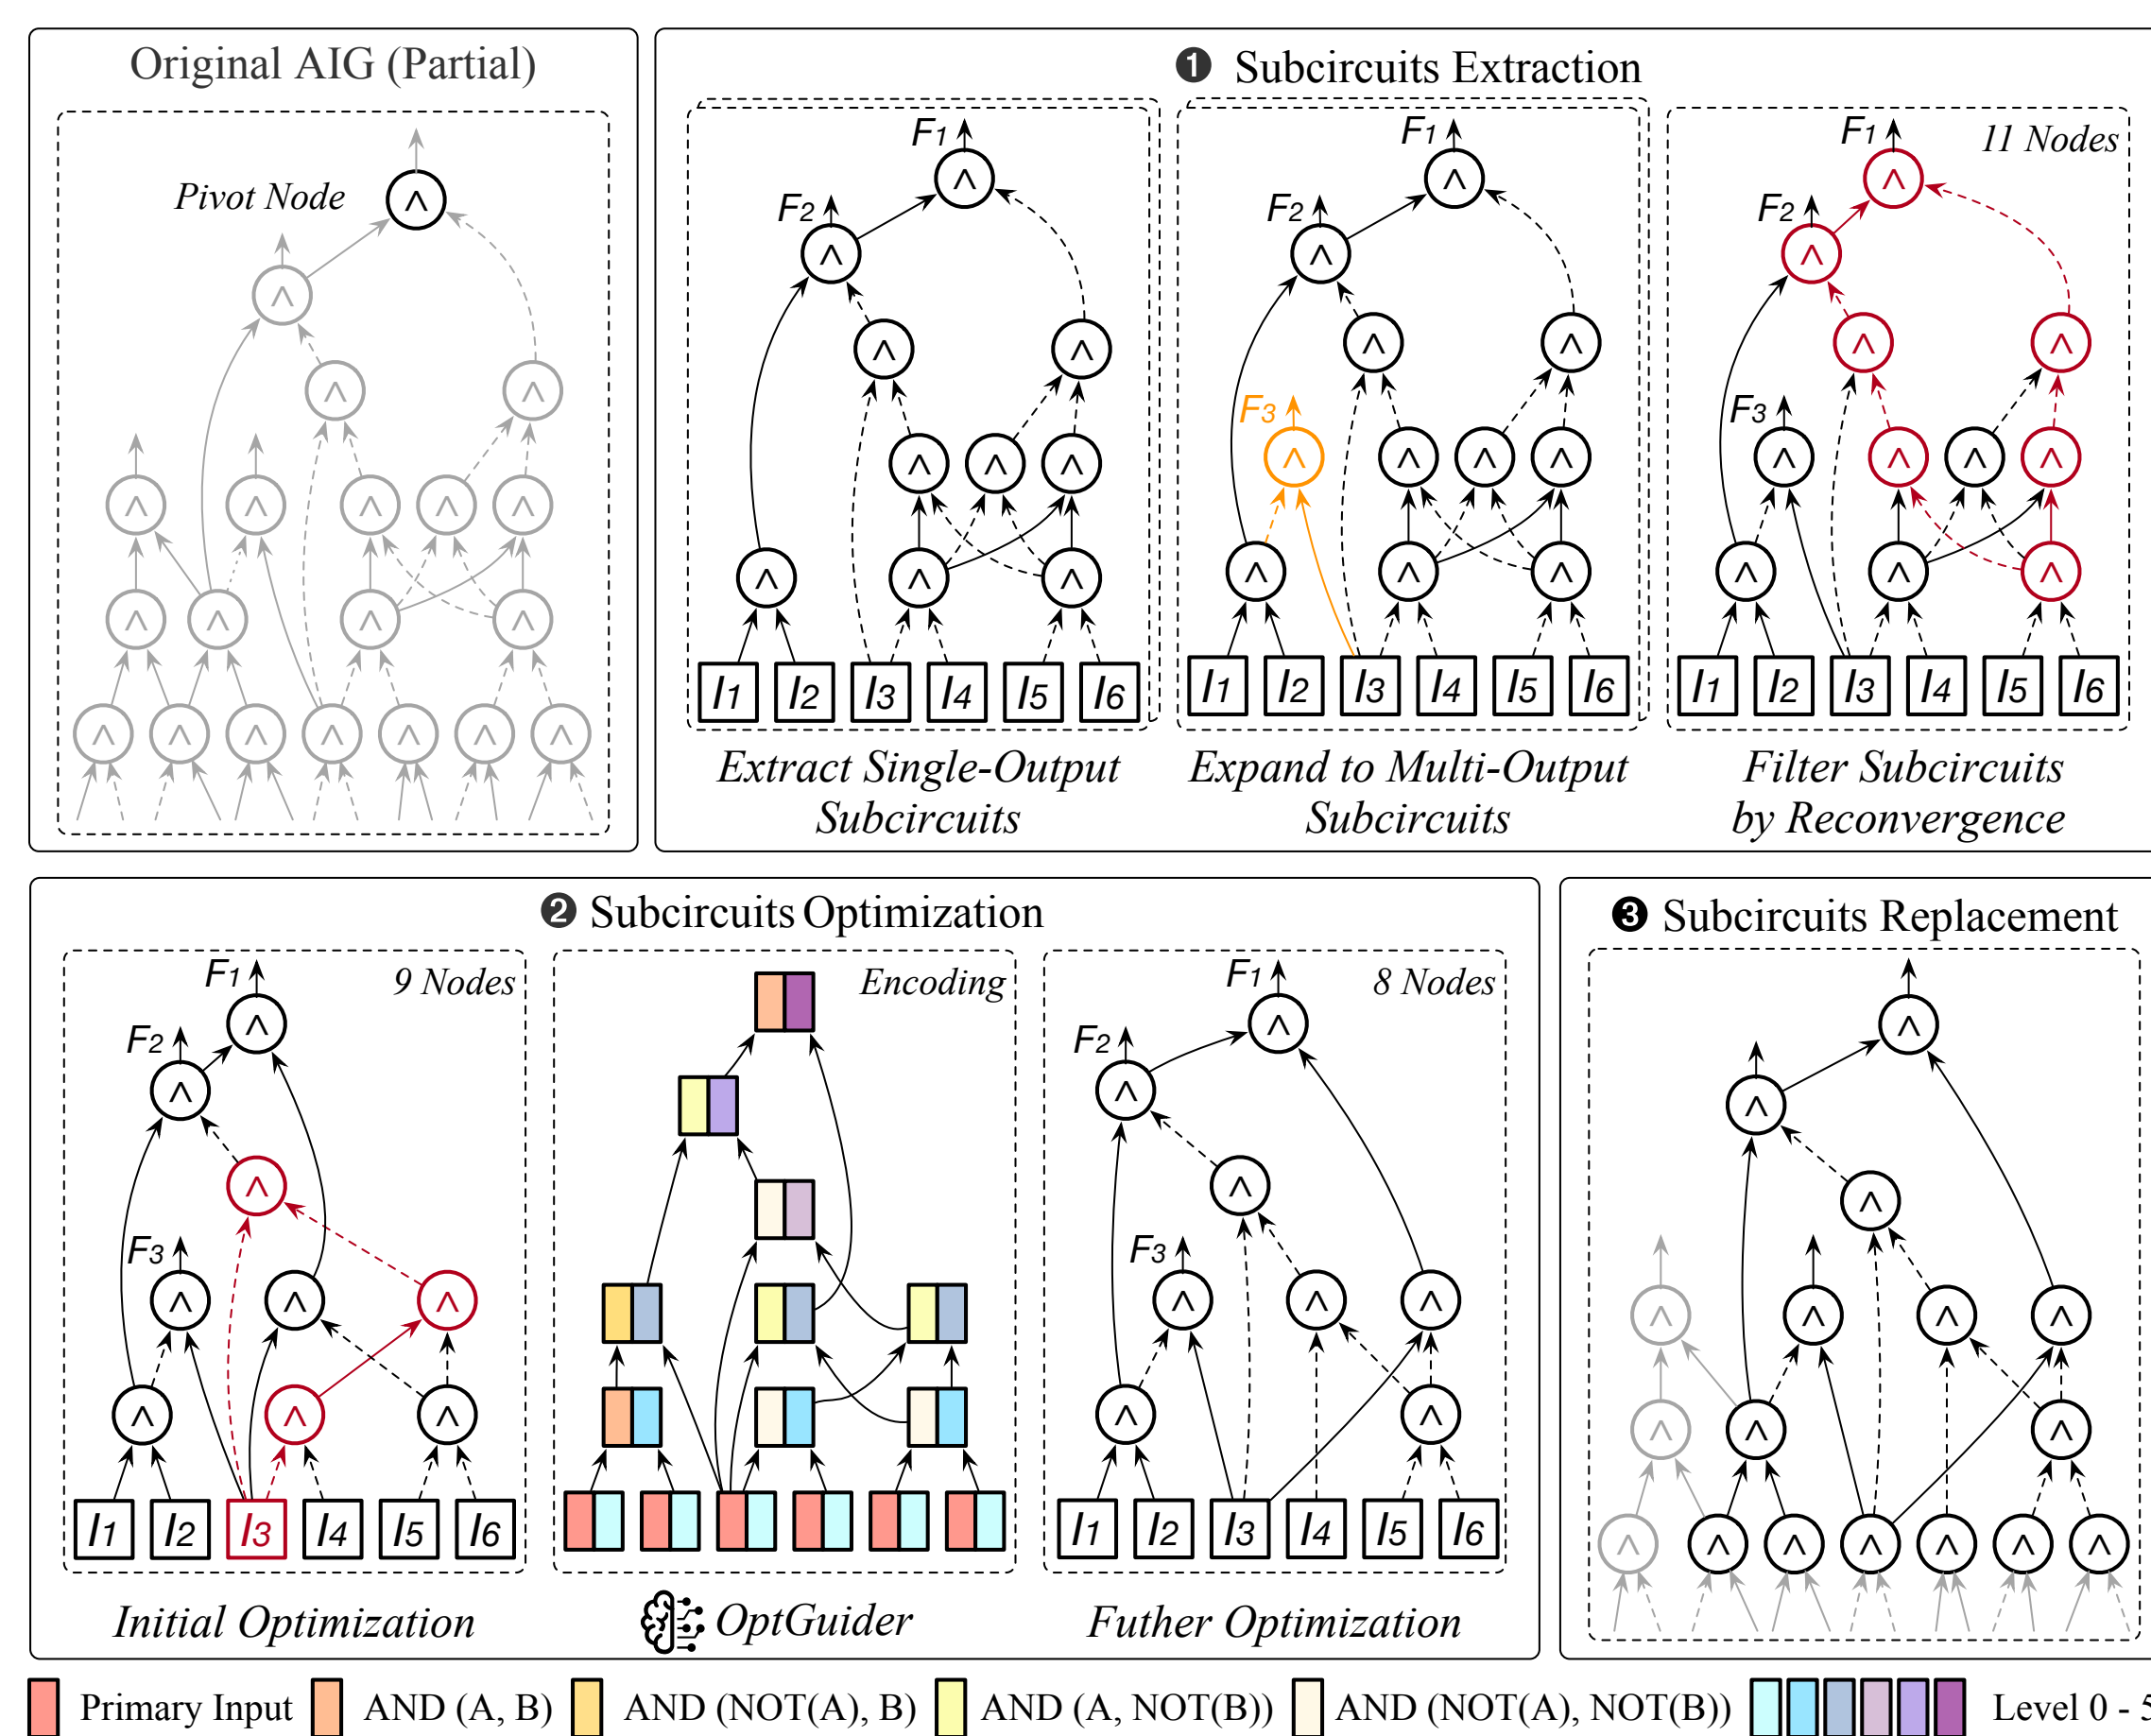 Original AIG (Partial)
Pivot Node
∧
∧
∧ ∧
∧ ∧ ∧ ∧ ∧
∧ ∧ ∧ ∧
∧ ∧ ∧ ∧ ∧ ∧ ∧
❶ Subcircuits Extraction
F1
∧
F2
∧
∧ ∧
∧ ∧ ∧
∧ ∧ ∧
I1 I2 I3 I4 I5 I6
Extract Single-Output
Subcircuits
F1
∧
F2
∧
∧ ∧
F3
∧ ∧ ∧ ∧
∧ ∧ ∧
I1 I2 I3 I4 I5 I6
Expand to Multi-Output
Subcircuits
F1 11 Nodes
∧
F2
∧
∧ ∧
F3
∧ ∧ ∧ ∧
∧ ∧ ∧
I1 I2 I3 I4 I5 I6
Filter Subcircuits
by Reconvergence
❷ Subcircuits Optimization
F1 9 Nodes
∧
F2
∧
∧
F3
∧ ∧ ∧
∧ ∧ ∧
I1 I2 I3 I4 I5 I6
Initial Optimization
Encoding
OptGuider
F1 8 Nodes
∧
F2
∧
∧
F3
∧ ∧ ∧
∧ ∧
I1 I2 I3 I4 I5 I6
Futher Optimization
❸ Subcircuits Replacement
∧
∧
∧
∧ ∧ ∧ ∧
∧ ∧ ∧
∧ ∧ ∧ ∧ ∧ ∧ ∧
Primary Input AND (A, B) AND (NOT(A), B) AND (A, NOT(B)) AND (NOT(A), NOT(B)) Level 0 - 5